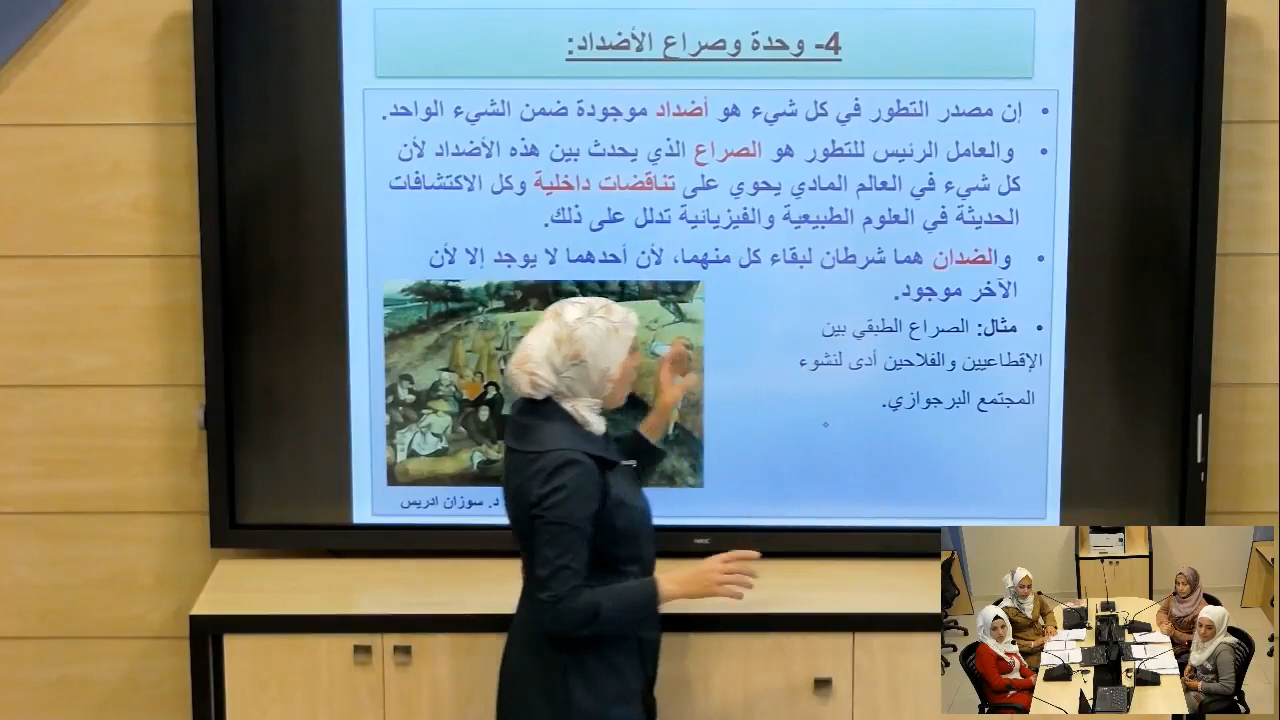 4- وحدة وصراع الأضداد:
• إن مصدر التطور في كل شيء هو أضداد موجودة ضمن الشيء الواحد.
• والعامل الرئيس للتطور هو الصراع الذي يحدث بين هذه الأضداد لأن
كل شيء في العالم المادي يحوي على تناقضات داخلية وكل الاكتشافات
الحديثة في العلوم الطبيعية والفيزيائية تدلل على ذلك.
• والضدان هما شرطان لبقاء كل منهما، لأن أحدهما لا يوجد إلا لأن
الآخر موجود.
• مثال: الصراع الطبقي بين
الإقطاعيين والفلاحين أدى لنشوء
المجتمع البرجوازي.
د. سوزان ادريس
NEC